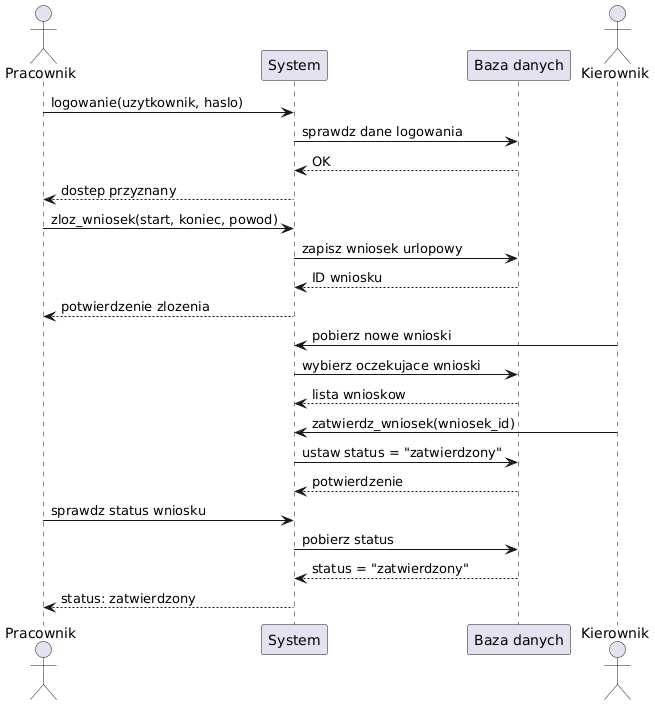 Pracownik
System
Baza danych
Kierownik
logowanie(uzytkownik, haslo)
sprawdz dane logowania
OK
dostep przyznany
zloz_wniosek(start, koniec, powod)
zapisz wniosek urlopowy
ID wniosku
potwierdzenie zlozenia
pobierz nowe wnioski
wybierz oczekujace wnioski
lista wnioskow
zatwierdz_wniosek(wniosek_id)
ustaw status = "zatwierdzony"
potwierdzenie
sprawdz status wniosku
pobierz status
status = "zatwierdzony"
status: zatwierdzony
Pracownik
System
Baza danych
Kierownik